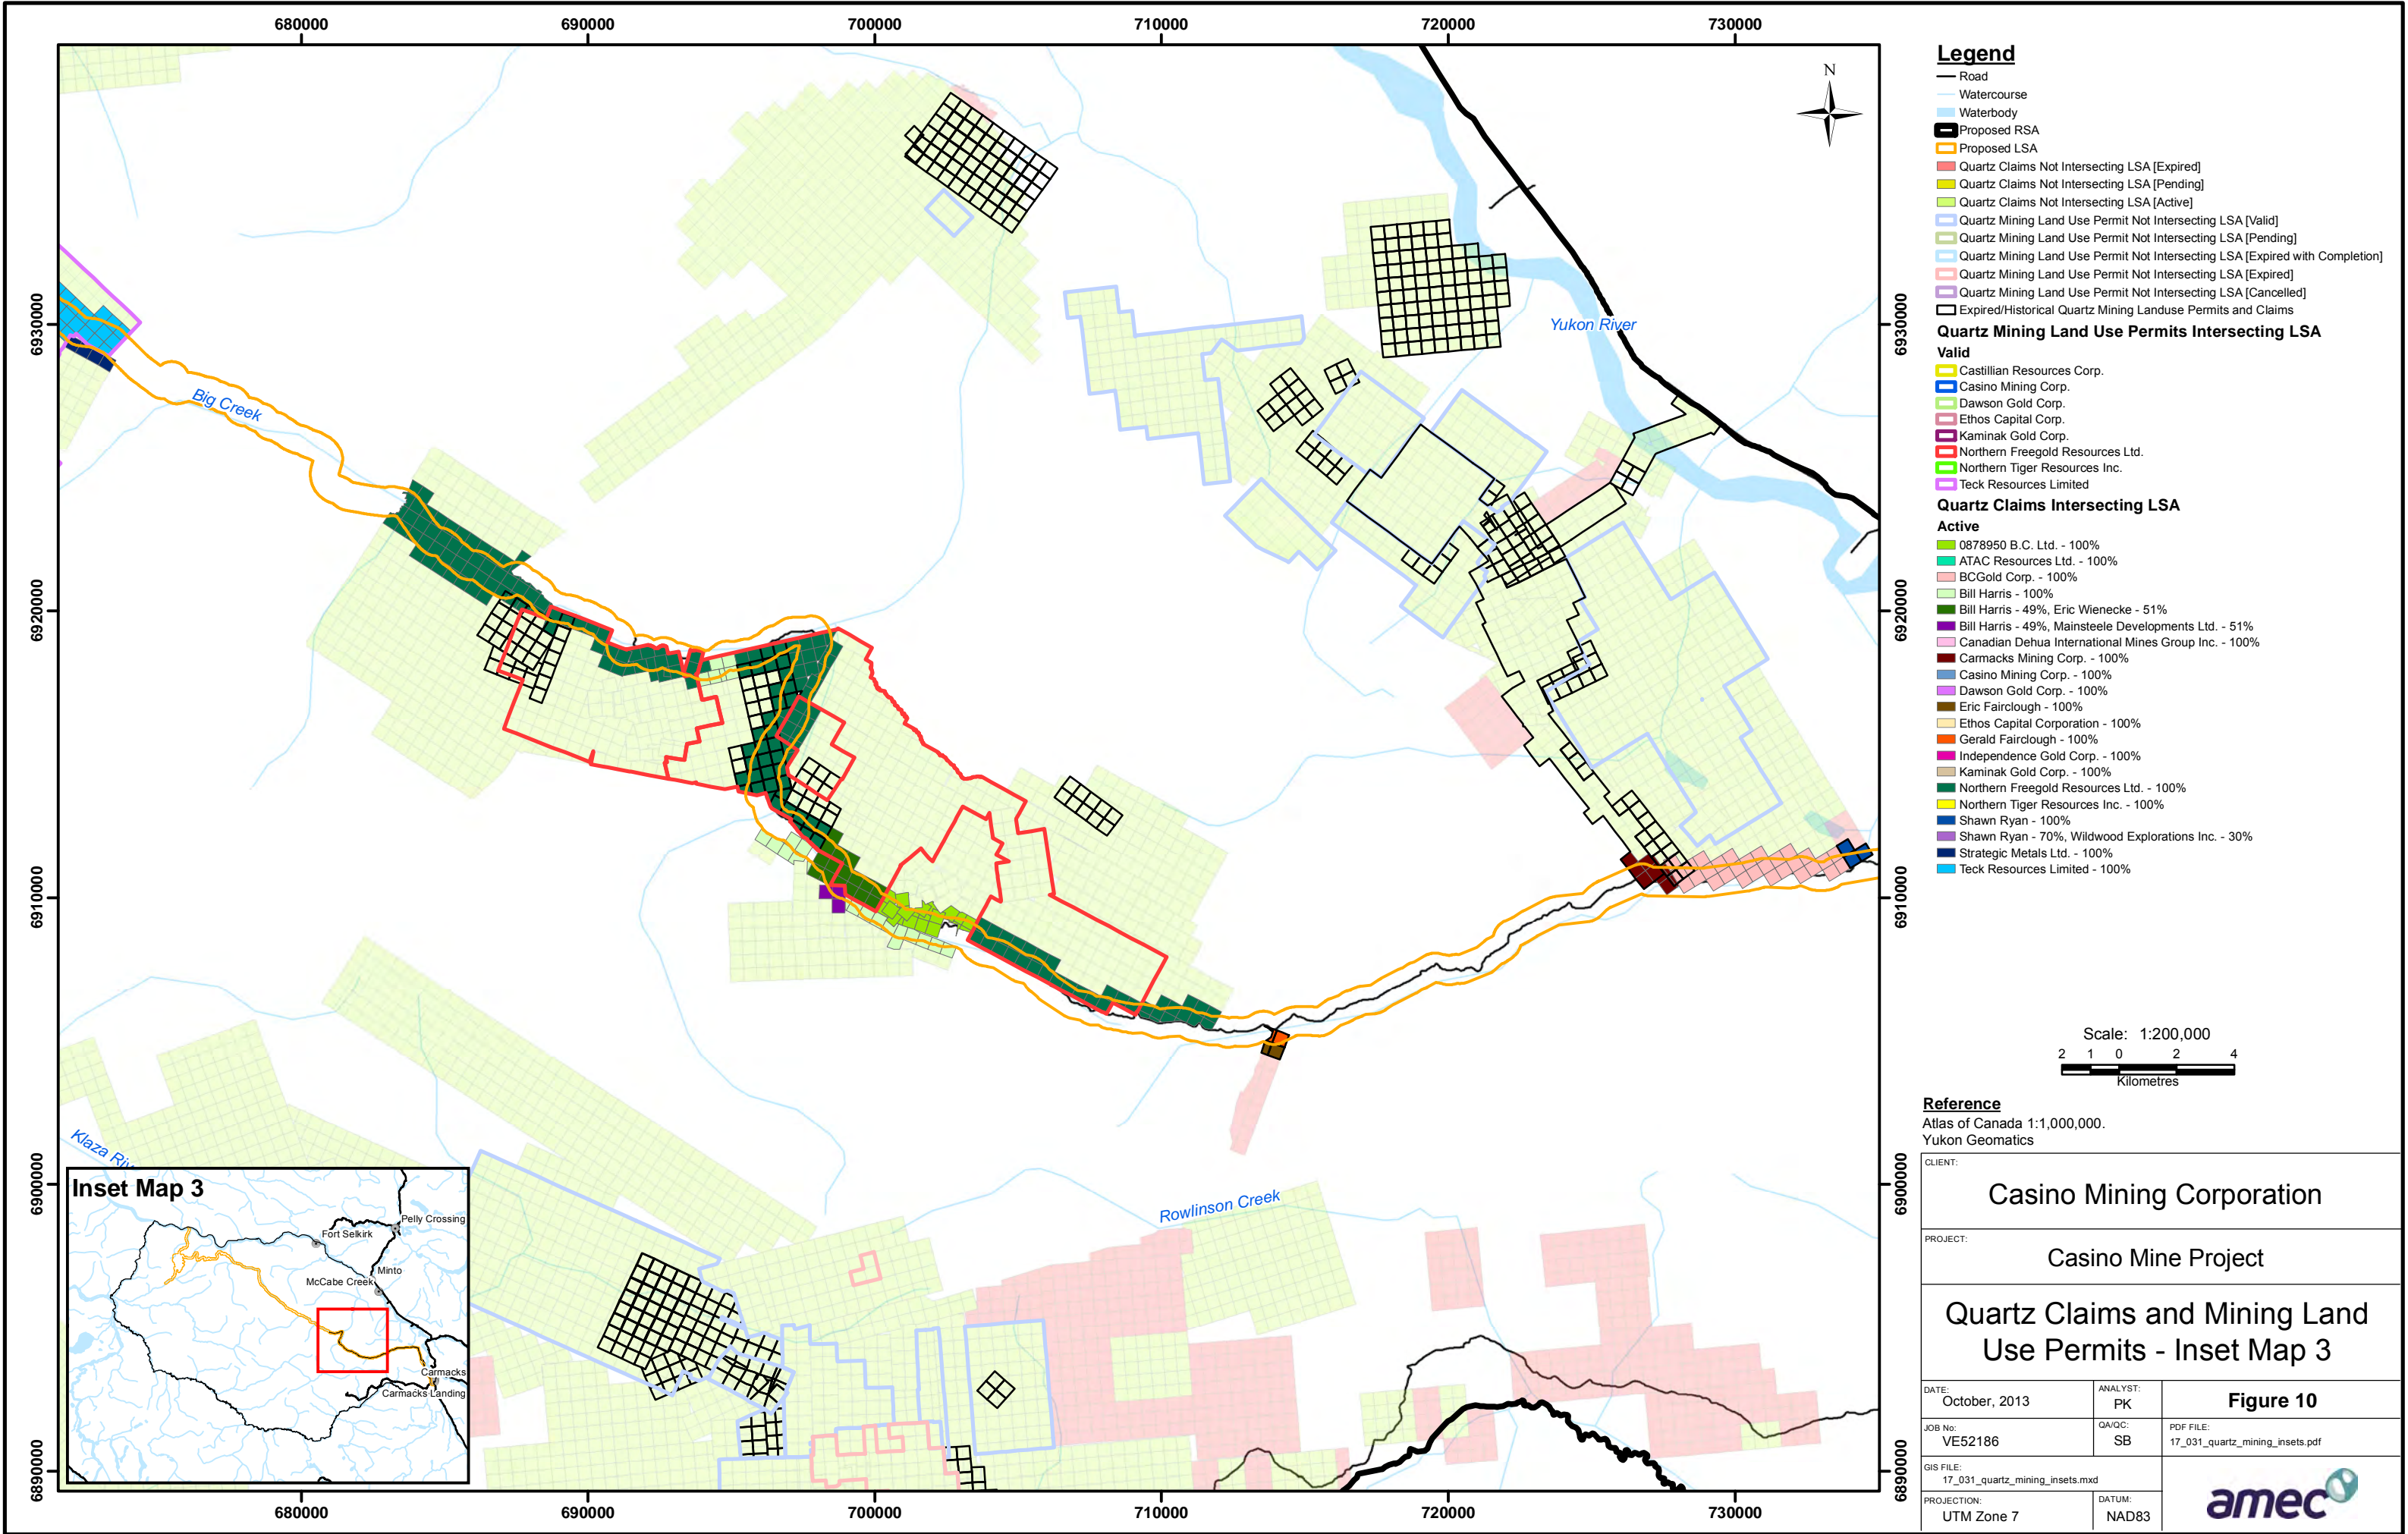 680000 690000 700000 710000 720000 730000
6930000
6920000
6910000
6900000
6890000
6930000
6920000
6910000
6900000
6890000
680000 690000 700000 710000 720000 730000
N
Big Creek
Yukon River
Rowlinson Creek
Klaza Riv
Inset Map 3
Pelly Crossing
Fort Selkirk
Minto
McCabe Creek
Carmacks
Carmacks Landing
Legend
Road
Watercourse
Waterbody
Proposed RSA
Proposed LSA
Quartz Claims Not Intersecting LSA [Expired]
Quartz Claims Not Intersecting LSA [Pending]
Quartz Claims Not Intersecting LSA [Active]
Quartz Mining Land Use Permit Not Intersecting LSA [Valid]
Quartz Mining Land Use Permit Not Intersecting LSA [Pending]
Quartz Mining Land Use Permit Not Intersecting LSA [Expired with Completion]
Quartz Mining Land Use Permit Not Intersecting LSA [Expired]
Quartz Mining Land Use Permit Not Intersecting LSA [Cancelled]
Expired/Historical Quartz Mining Landuse Permits and Claims
Quartz Mining Land Use Permits Intersecting LSA
Valid
Castillian Resources Corp.
Casino Mining Corp.
Dawson Gold Corp.
Ethos Capital Corp.
Kaminak Gold Corp.
Northern Freegold Resources Ltd.
Northern Tiger Resources Inc.
Teck Resources Limited
Quartz Claims Intersecting LSA
Active
0878950 B.C. Ltd. - 100%
ATAC Resources Ltd. - 100%
BCGold Corp. - 100%
Bill Harris - 100%
Bill Harris - 49%, Eric Wienecke - 51%
Bill Harris - 49%, Mainsteele Developments Ltd. - 51%
Canadian Dehua International Mines Group Inc. - 100%
Carmacks Mining Corp. - 100%
Casino Mining Corp. - 100%
Dawson Gold Corp. - 100%
Eric Fairclough - 100%
Ethos Capital Corporation - 100%
Gerald Fairclough - 100%
Independence Gold Corp. - 100%
Kaminak Gold Corp. - 100%
Northern Freegold Resources Ltd. - 100%
Northern Tiger Resources Inc. - 100%
Shawn Ryan - 100%
Shawn Ryan - 70%, Wildwood Explorations Inc. - 30%
Strategic Metals Ltd. - 100%
Teck Resources Limited - 100%
Scale: 1:200,000
2 1 0 2 4
Kilometres
Reference
Atlas of Canada 1:1,000,000.
Yukon Geomatics
CLIENT:
Casino Mining Corporation
PROJECT:
Casino Mine Project
Quartz Claims and Mining Land
Use Permits - Inset Map 3
DATE: October, 2013
ANALYST: PK
Figure 10
JOB No: VE52186
QA/QC: SB
PDF FILE: 17_031_quartz_mining_insets.pdf
GIS FILE: 17_031_quartz_mining_insets.mxd
PROJECTION: UTM Zone 7
DATUM: NAD83
amec